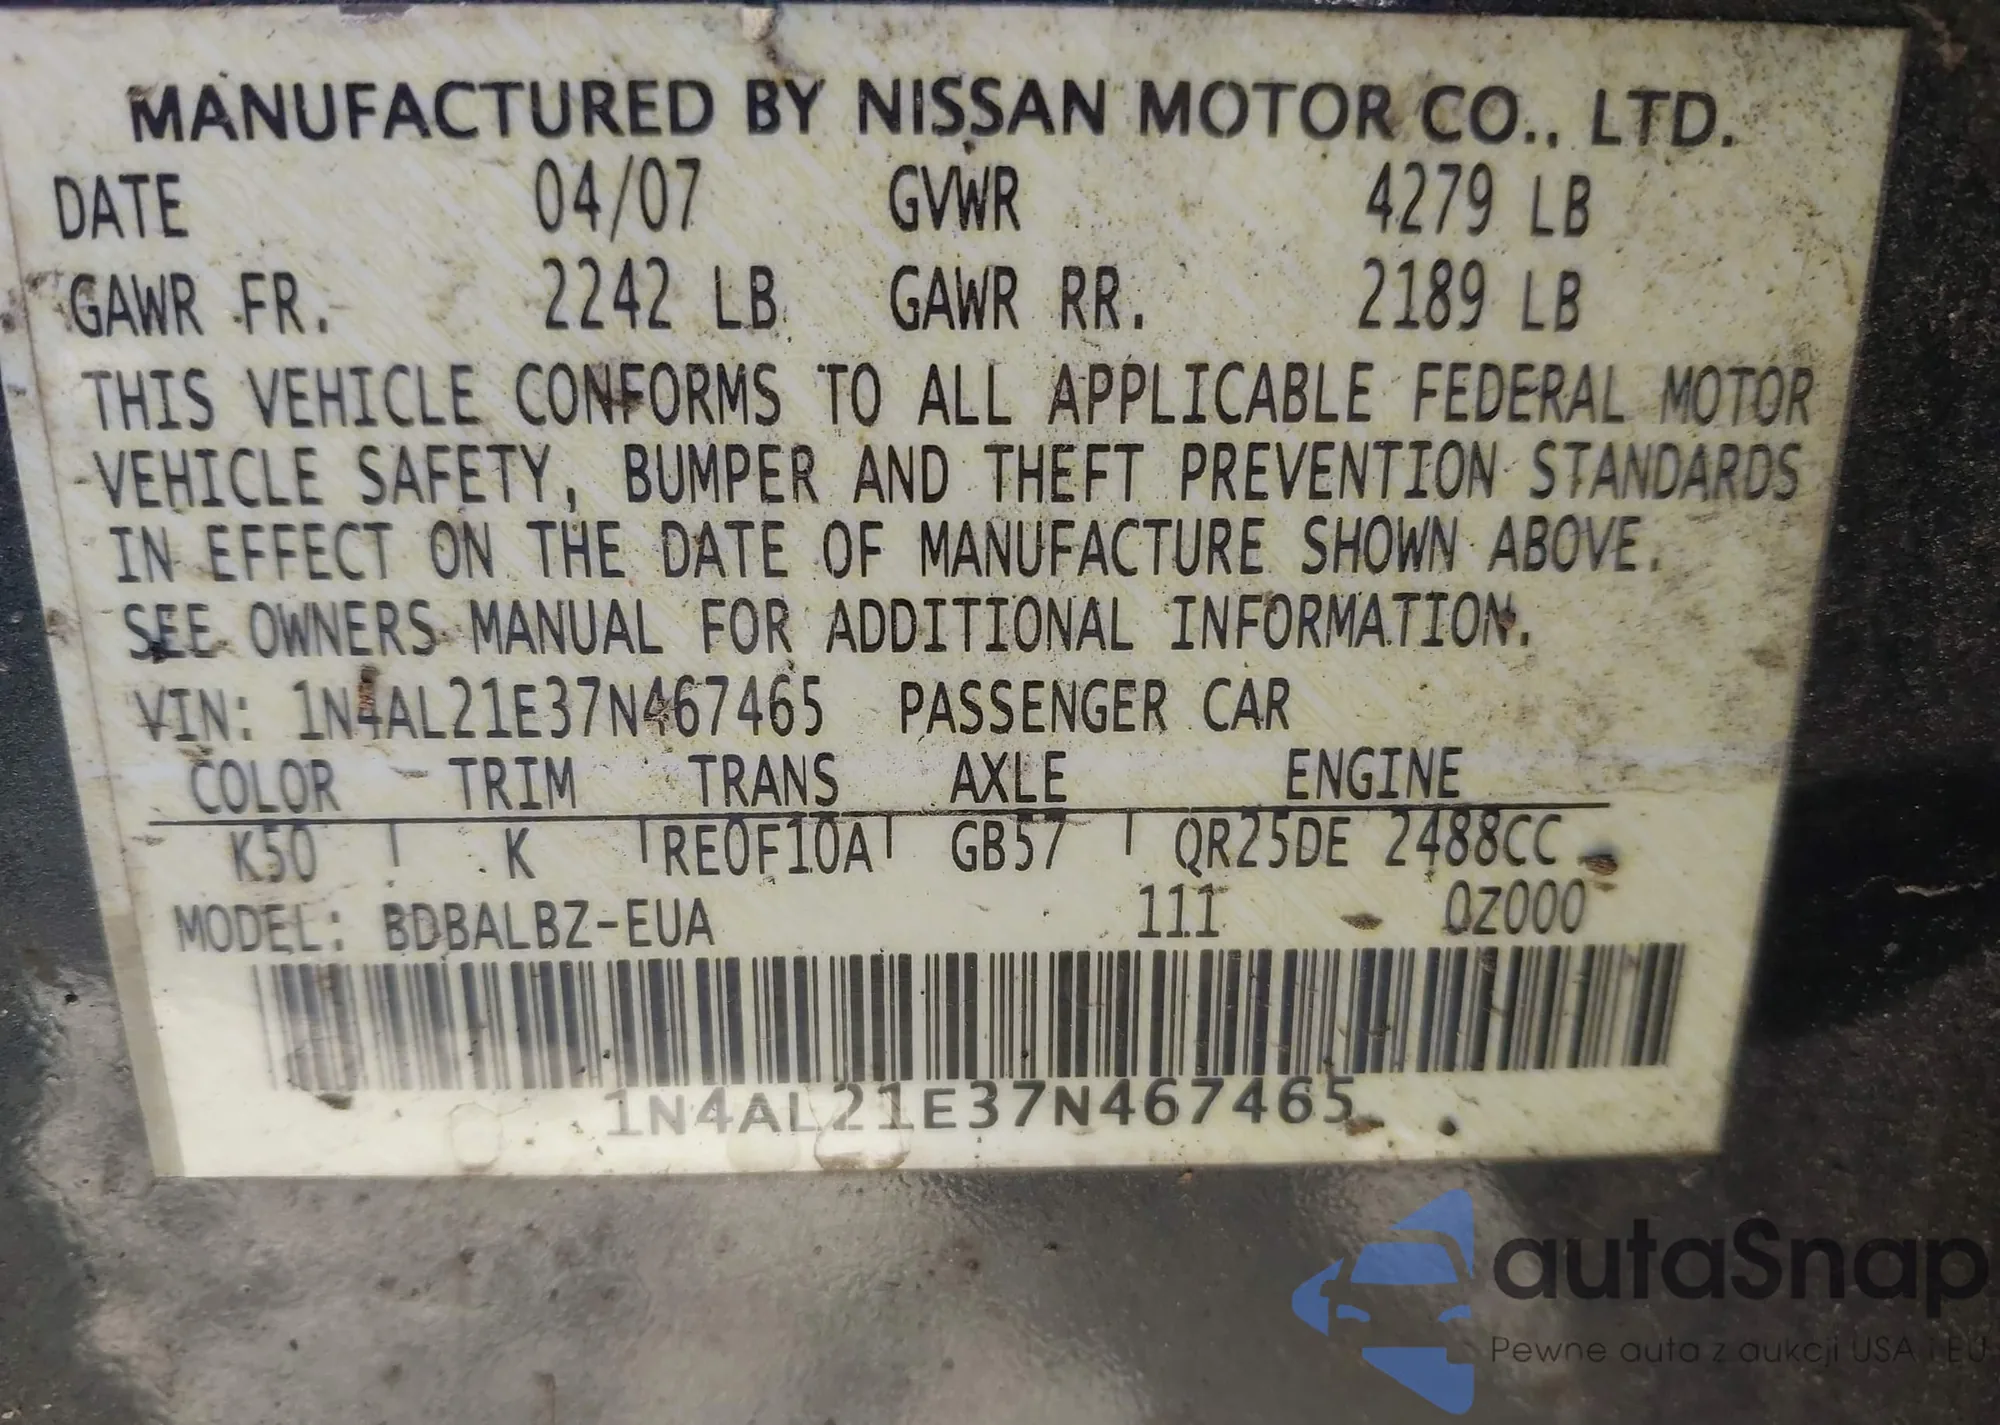 MANUFACTURED BY NISSAN MOTOR CO., LTD.
DATE 04/07 GVWR 4279 LB
GAWR FR. 2242 LB GAWR RR. 2189 LB
THIS VEHICLE CONFORMS TO ALL APPLICABLE FEDERAL MOTOR
VEHICLE SAFETY, BUMPER AND THEFT PREVENTION STANDARDS
IN EFFECT ON THE DATE OF MANUFACTURE SHOWN ABOVE.
SEE OWNERS MANUAL FOR ADDITIONAL INFORMATION.
VIN: 1N4AL21E37N467465 PASSENGER CAR
COLOR TRIM TRANS AXLE ENGINE
K50 K RE0F10A GB57 QR25DE 2488CC
MODEL: BDBALBZ-EUA 111 0Z000
1N4AL21E37N467465
autaSnap
Pewne auta z aukcji USA i EU